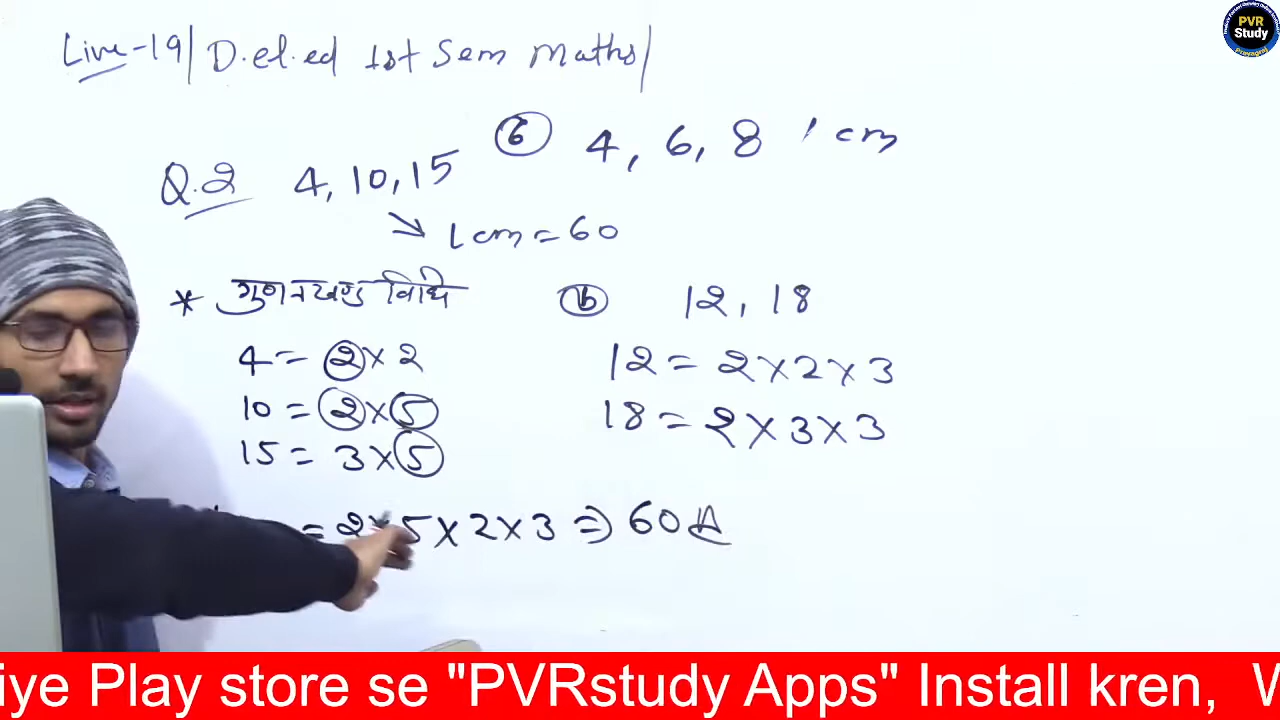 Live-19/ D.el.ed 1st Sem Maths/
PVR
Study
Prayagraj
Q.2 4, 10, 15
lcm = 60
6 4, 6, 8 lcm
* गुणनखण्ड विधि
4 = 2 × 2
10 = 2 × 5
15 = 3 × 5
= 2 × 5 × 2 × 3 ⇒ 60 A
b 12, 18
12 = 2 × 2 × 3
18 = 2 × 3 × 3
iye Play store se "PVRstudy Apps" Install kren, W